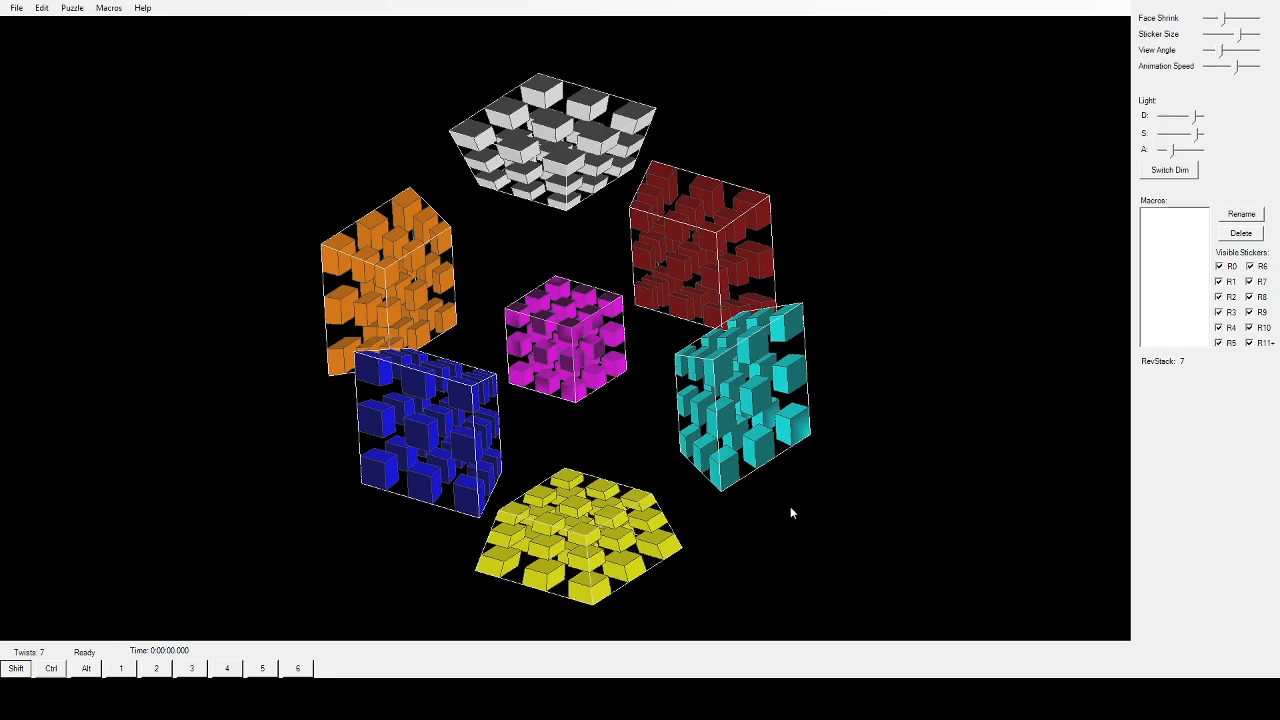 File Edit Puzzle Macros Help
Face Shrink
Sticker Size
View Angle
Animation Speed
Light:
D:
S:
A:
Switch Dim
Macros:
Rename
Delete
Visible Stickers:
R0 R6
R1 R7
R2 R8
R3 R9
R4 R10
R5 R11+
RevStack: 7
Twists: 7 Ready Time: 0:00:00.000
Shift Ctrl Alt 1 2 3 4 5 6